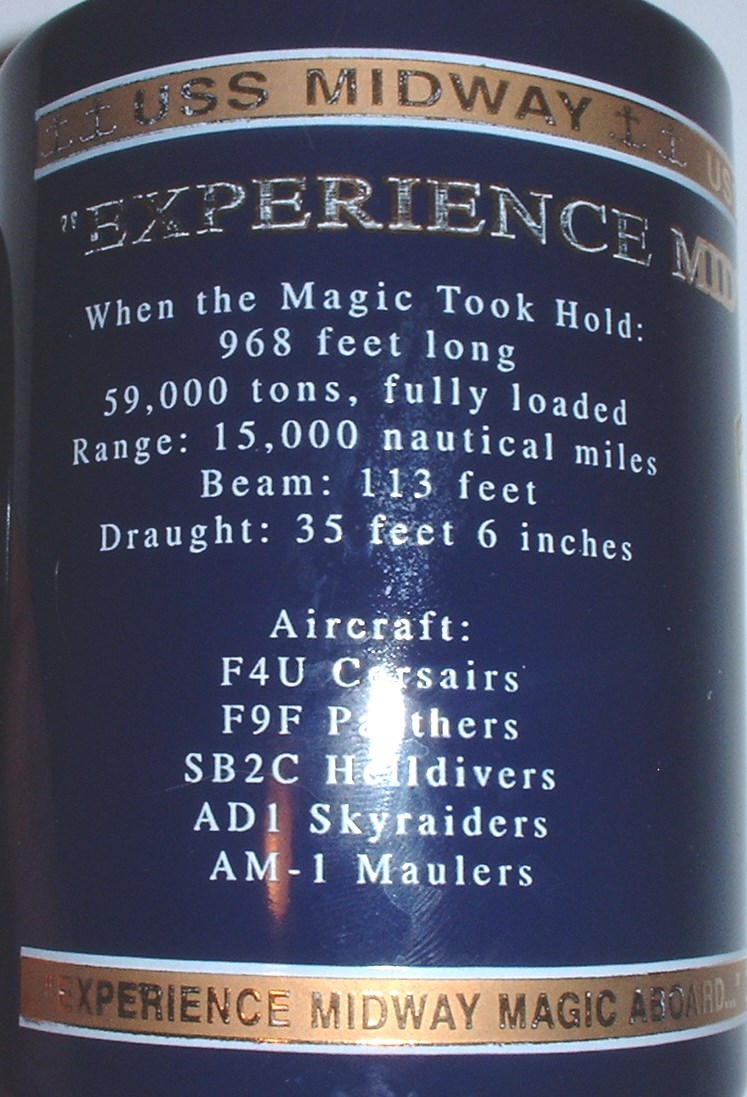 USS MIDWAY US
"EXPERIENCE MID
When the Magic Took Hold:
968 feet long
59,000 tons, fully loaded
Range: 15,000 nautical miles
Beam: 113 feet
Draught: 35 feet 6 inches
Aircraft:
F4U Corsairs
F9F Panthers
SB2C Helldivers
AD1 Skyraiders
AM-1 Maulers
"EXPERIENCE MIDWAY MAGIC ABOARD..."